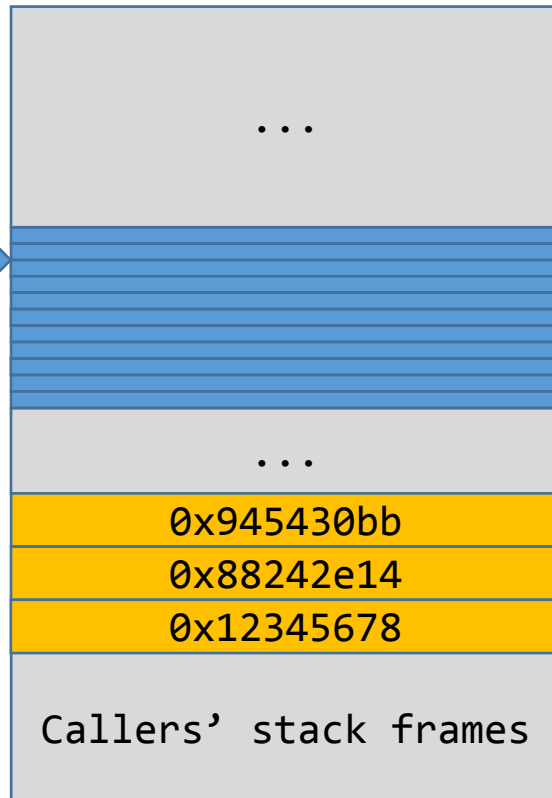 ...
...
0x945430bb
0x88242e14
0x12345678
Callers’ stack frames